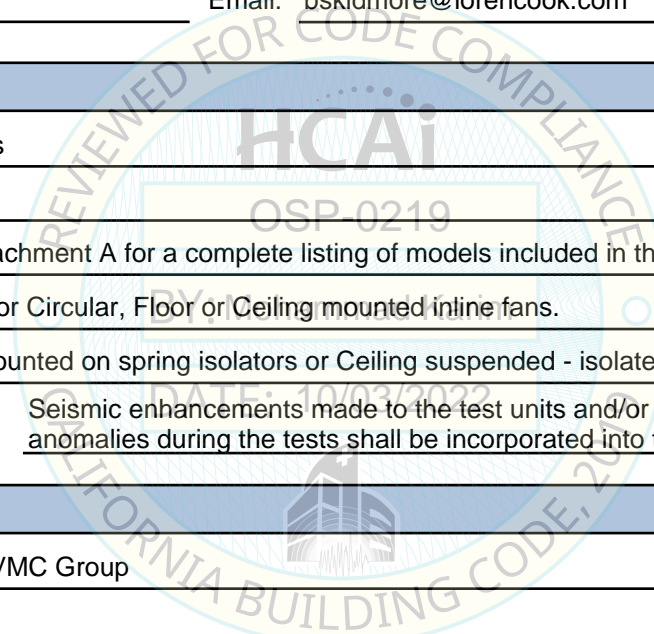 Email: bskidmore@lorencook.com
REVIEWED FOR CODE COMPLIANCE
HCAi
s
OSP-0219
achment A for a complete listing of models included in th
or Circular, Floor or Ceiling mounted inline fans.
BY: Mohammad Karim
ounted on spring isolators or Ceiling suspended - isolate
DATE: 10/03/2022
Seismic enhancements made to the test units and/or
anomalies during the tests shall be incorporated into
VMC Group
CALIFORNIA BUILDING CODE, 2019